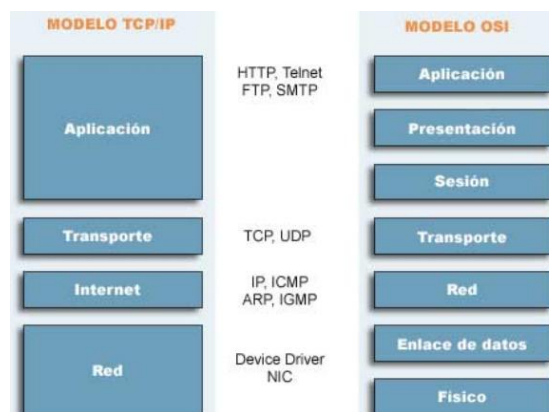 MODELO TCP/IP
Aplicación
Transporte
Internet
Red
HTTP, Telnet
FTP, SMTP
TCP, UDP
IP, ICMP
ARP, IGMP
Device Driver
NIC
MODELO OSI
Aplicación
Presentación
Sesión
Transporte
Red
Enlace de datos
Físico